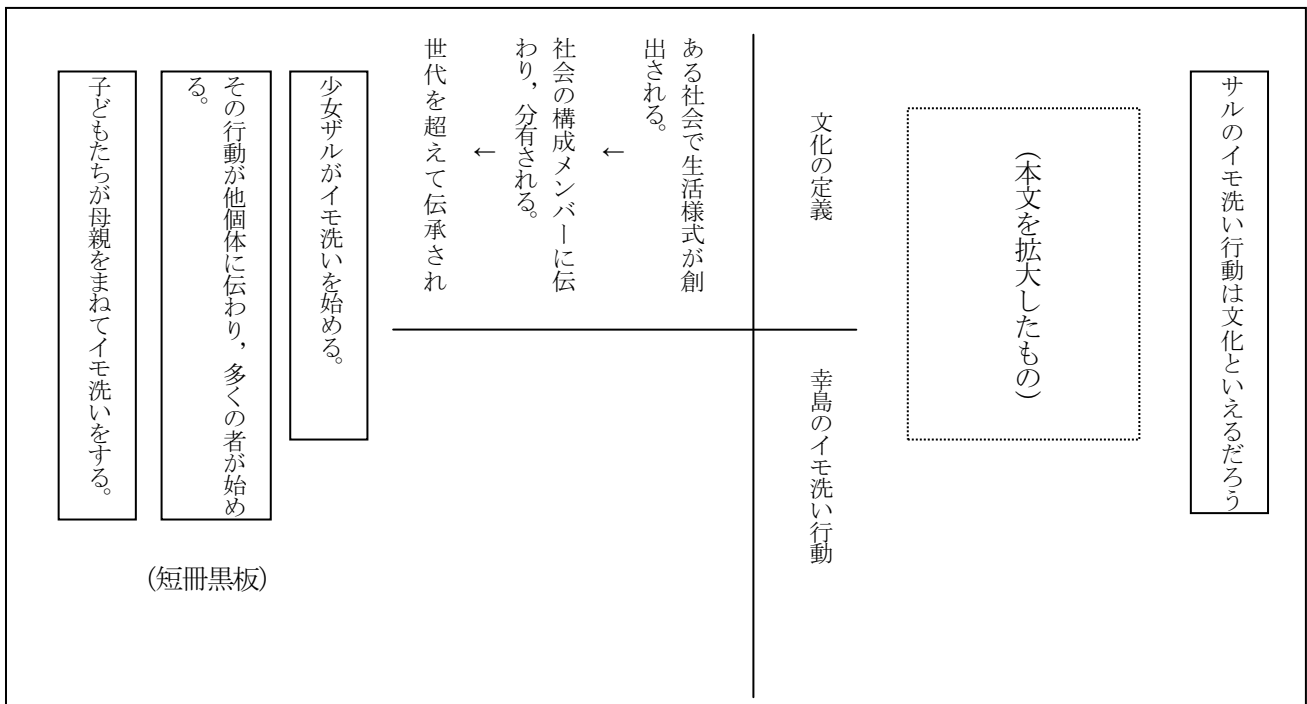 サルのイモ洗い行動は文化といえるだろう
（本文を拡大したもの）
文化の定義
幸島のイモ洗い行動
ある社会で生活様式が創
出される。
←
社会の構成メンバーに伝
わり，分有される。
←
世代を超えて伝承され
少女ザルがイモ洗いを始める。
その行動が他個体に伝わり，多くの者が始め
る。
子どもたちが母親をまねてイモ洗いをする。
（短冊黒板）